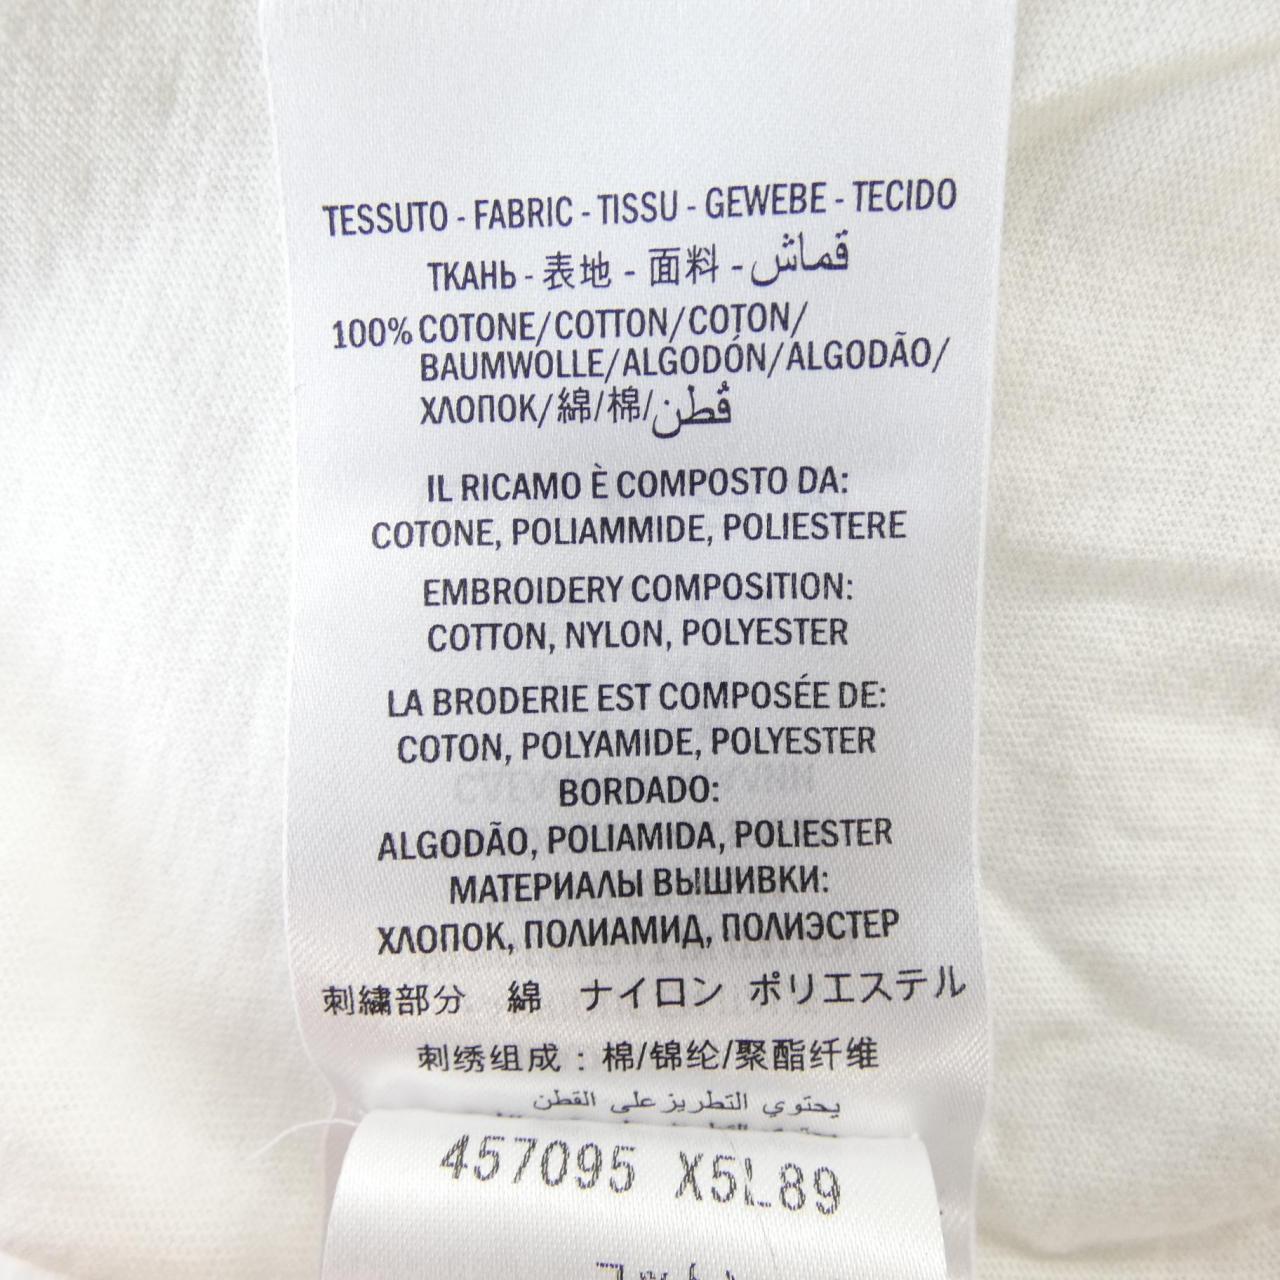 TESSUTO - FABRIC - TISSU - GEWEBE - TECIDO
ТКАНЬ - 表地 - 面料 - قماش
100% COTONE/COTTON/COTON/
BAUMWOLLE/ALGODÓN/ALGODÃO/
ХЛОПОК/綿/棉/قُطن
IL RICAMO È COMPOSTO DA:
COTONE, POLIAMMIDE, POLIESTERE
EMBROIDERY COMPOSITION:
COTTON, NYLON, POLYESTER
LA BRODERIE EST COMPOSÉE DE:
COTON, POLYAMIDE, POLYESTER
BORDADO:
ALGODÃO, POLIAMIDA, POLIESTER
МАТЕРИАЛЫ ВЫШИВКИ:
ХЛОПОК, ПОЛИАМИД, ПОЛИЭСТЕР
刺繍部分 綿 ナイロン ポリエステル
刺绣组成：棉/锦纶/聚酯纤维
يحتوي التطريز على القطن
457095 X5L89